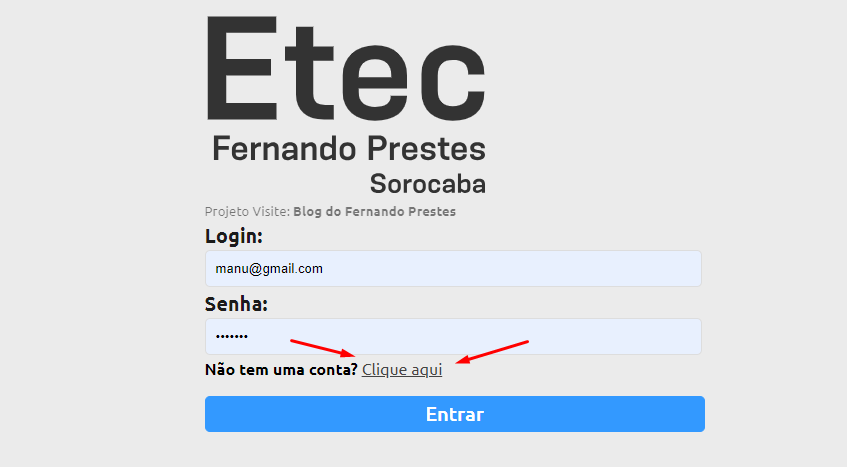 Etec
Fernando Prestes
Sorocaba
Projeto Visite: Blog do Fernando Prestes
Login:
manu@gmail.com
Senha:
•••••••
Não tem uma conta? Clique aqui
Entrar